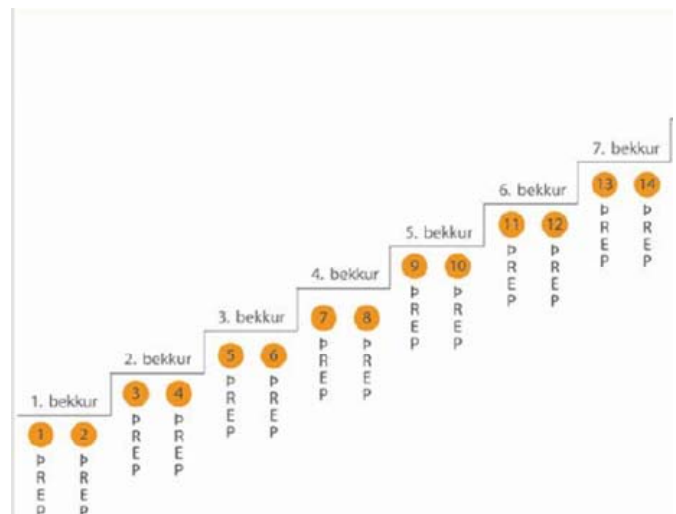 7. bekkur
13 14
ÞREP ÞREP
6. bekkur
11 12
ÞREP ÞREP
5. bekkur
9 10
ÞREP ÞREP
4. bekkur
7 8
ÞREP ÞREP
3. bekkur
5 6
ÞREP ÞREP
2. bekkur
3 4
ÞREP ÞREP
1. bekkur
1 2
ÞREP ÞREP